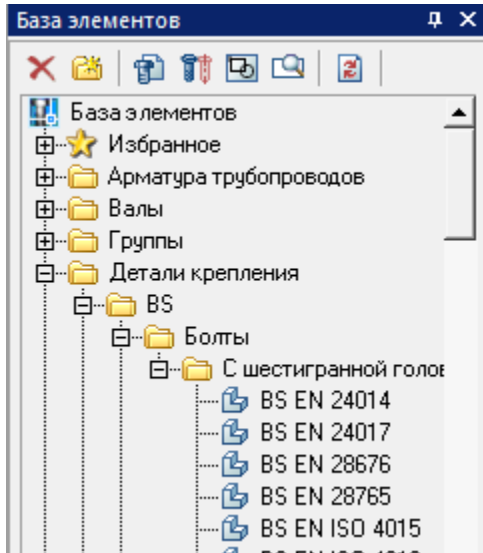 База элементов
База элементов
Избранное
Арматура трубопроводов
Валы
Группы
Детали крепления
BS
Болты
С шестигранной голов
BS EN 24014
BS EN 24017
BS EN 28676
BS EN 28765
BS EN ISO 4015